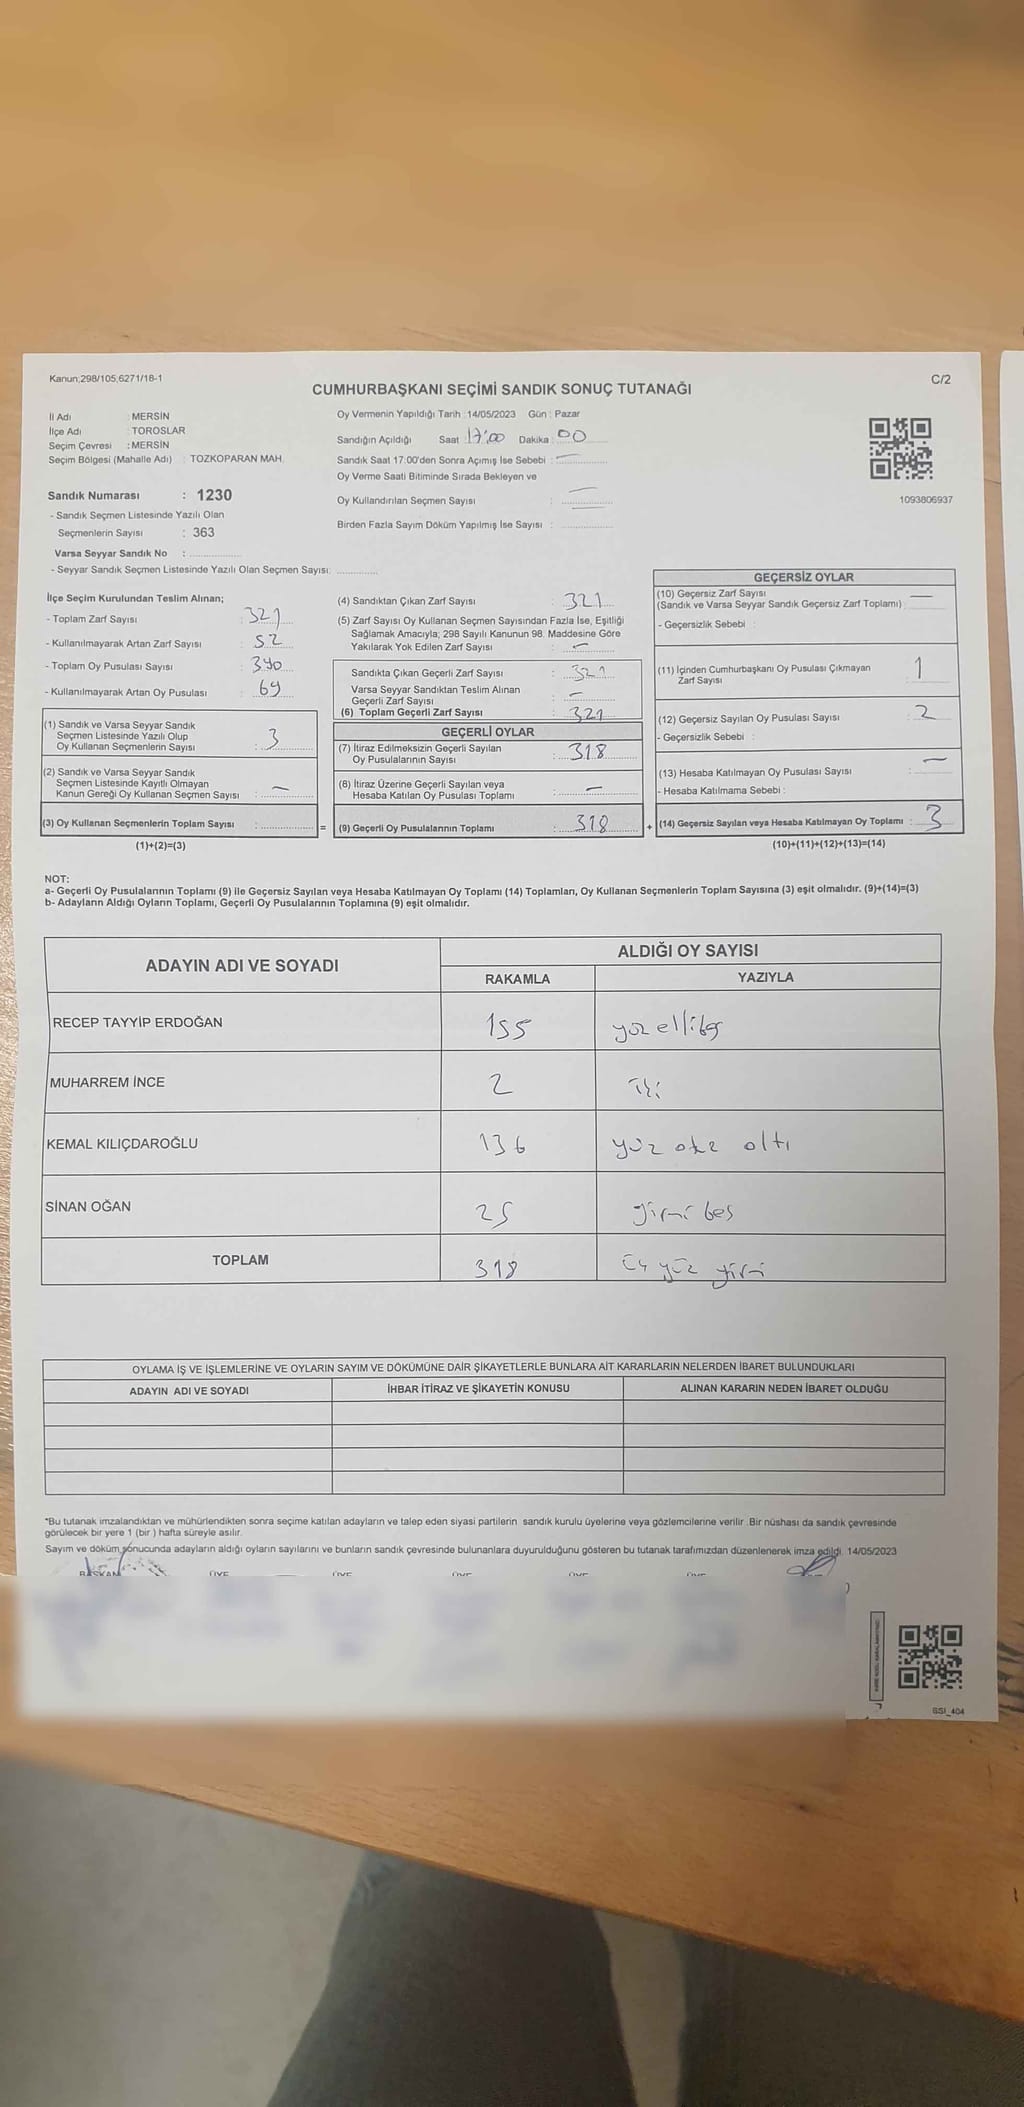 Kanun;298/105;6271/18-1
C/2
CUMHURBAŞKANI SEÇİMİ SANDIK SONUÇ TUTANAĞI
İl Adı : MERSİN
İlçe Adı : TOROSLAR
Seçim Çevresi : MERSİN
Seçim Bölgesi (Mahalle Adı) : TOZKOPARAN MAH.
Sandık Numarası : 1230
- Sandık Seçmen Listesinde Yazılı Olan
Seçmenlerin Sayısı : 363
Varsa Seyyar Sandık No :
- Seyyar Sandık Seçmen Listesinde Yazılı Olan Seçmen Sayısı:
Oy Vermenin Yapıldığı Tarih :14/05/2023 Gün : Pazar
Sandığın Açıldığı Saat : 17:00 Dakika : 00
Sandık Saat 17:00'den Sonra Açımış İse Sebebi : —
Oy Verme Saati Bitiminde Sırada Bekleyen ve
Oy Kullandırılan Seçmen Sayısı : —
Birden Fazla Sayım Döküm Yapılmış İse Sayısı : —
1093806937
İlçe Seçim Kurulundan Teslim Alınan;
- Toplam Zarf Sayısı : 321
- Kullanılmayarak Artan Zarf Sayısı : 52
- Toplam Oy Pusulası Sayısı : 390
- Kullanılmayarak Artan Oy Pusulası : 69
(1) Sandık ve Varsa Seyyar Sandık
Seçmen Listesinde Yazılı Olup
Oy Kullanan Seçmenlerin Sayısı : 3
(2) Sandık ve Varsa Seyyar Sandık
Seçmen Listesinde Kayıtlı Olmayan
Kanun Gereği Oy Kullanan Seçmen Sayısı : —
(3) Oy Kullanan Seçmenlerin Toplam Sayısı :
(1)+(2)=(3)
(4) Sandıktan Çıkan Zarf Sayısı : 321
(5) Zarf Sayısı Oy Kullanan Seçmen Sayısından Fazla İse, Eşitliği
Sağlamak Amacıyla; 298 Sayılı Kanunun 98. Maddesine Göre
Yakılarak Yok Edilen Zarf Sayısı : —
Sandıkta Çıkan Geçerli Zarf Sayısı : 321
Varsa Seyyar Sandıktan Teslim Alınan
Geçerli Zarf Sayısı : —
(6) Toplam Geçerli Zarf Sayısı : 321
GEÇERLİ OYLAR
(7) İtiraz Edilmeksizin Geçerli Sayılan
Oy Pusulalarının Sayısı : 318
(8) İtiraz Üzerine Geçerli Sayılan veya
Hesaba Katılan Oy Pusulası Toplamı : —
= (9) Geçerli Oy Pusulalarının Toplamı : 318 +
GEÇERSİZ OYLAR
(10) Geçersiz Zarf Sayısı
(Sandık ve Varsa Seyyar Sandık Geçersiz Zarf Toplamı) : —
- Geçersizlik Sebebi :
(11) İçinden Cumhurbaşkanı Oy Pusulası Çıkmayan
Zarf Sayısı : 1
(12) Geçersiz Sayılan Oy Pusulası Sayısı : 2
- Geçersizlik Sebebi :
(13) Hesaba Katılmayan Oy Pusulası Sayısı : —
- Hesaba Katılmama Sebebi :
(14) Geçersiz Sayılan veya Hesaba Katılmayan Oy Toplamı : 3
(10)+(11)+(12)+(13)=(14)
NOT:
a- Geçerli Oy Pusulalarının Toplamı (9) ile Geçersiz Sayılan veya Hesaba Katılmayan Oy Toplamı (14) Toplamları, Oy Kullanan Seçmenlerin Toplam Sayısına (3) eşit olmalıdır. (9)+(14)=(3)
b- Adayların Aldığı Oyların Toplamı, Geçerli Oy Pusulalarının Toplamına (9) eşit olmalıdır.
ADAYIN ADI VE SOYADI
ALDIĞI OY SAYISI
RAKAMLA YAZIYLA
RECEP TAYYİP ERDOĞAN 155 yüz ellibeş
MUHARREM İNCE 2 iki
KEMAL KILIÇDAROĞLU 136 yüz otuz altı
SİNAN OĞAN 25 yirmi beş
TOPLAM 318 üç yüz yirmi
OYLAMA İŞ VE İŞLEMLERİNE VE OYLARIN SAYIM VE DÖKÜMÜNE DAİR ŞİKAYETLERLE BUNLARA AİT KARARLARIN NELERDEN İBARET BULUNDUKLARI
ADAYIN ADI VE SOYADI İHBAR İTİRAZ VE ŞİKAYETİN KONUSU ALINAN KARARIN NEDEN İBARET OLDUĞU
*Bu tutanak imzalandıktan ve mühürlendikten sonra seçime katılan adayların ve talep eden siyasi partilerin sandık kurulu üyelerine veya gözlemcilerine verilir .Bir nüshası da sandık çevresinde
görülecek bir yere 1 (bir ) hafta süreyle asılır.
Sayım ve döküm sonucunda adayların aldığı oyların sayılarını ve bunların sandık çevresinde bulunanlara duyurulduğunu gösteren bu tutanak tarafımızdan düzenlenerek imza edildi. 14/05/2023
BAŞKAN ÜYE ÜYE ÜYE ÜYE ÜYE
SSI_404